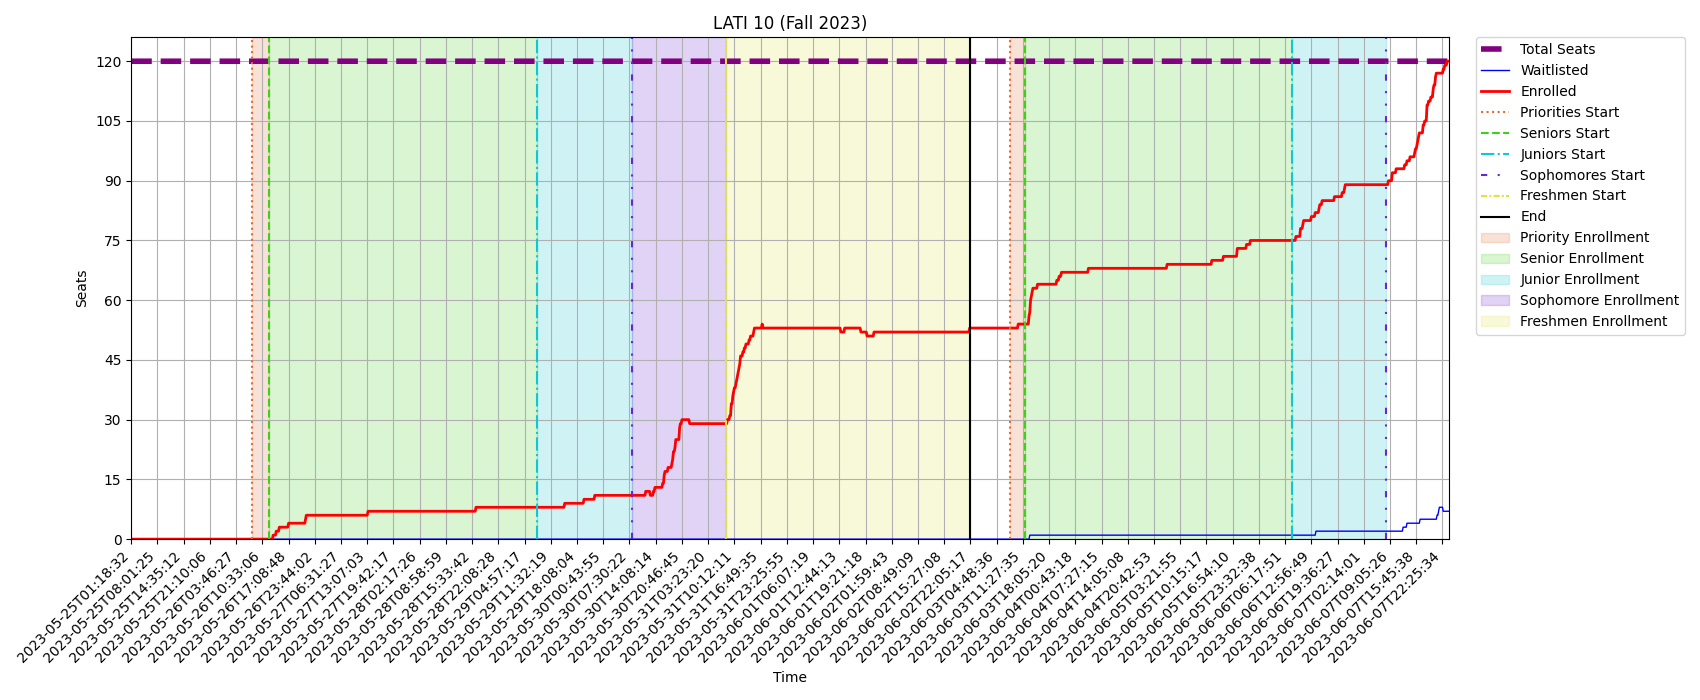 LATI 10 (Fall 2023)
120
105
90
75
60
45
30
15
0
Seats
2023-05-25T01:18:32
2023-05-25T08:01:25
2023-05-25T14:35:12
2023-05-25T21:10:06
2023-05-26T03:46:27
2023-05-26T10:33:06
2023-05-26T17:08:48
2023-05-26T23:44:02
2023-05-27T06:31:27
2023-05-27T13:07:03
2023-05-27T19:42:17
2023-05-28T02:17:26
2023-05-28T08:58:59
2023-05-28T15:33:42
2023-05-28T22:08:28
2023-05-29T04:57:17
2023-05-29T11:32:19
2023-05-29T18:08:04
2023-05-30T00:43:55
2023-05-30T07:30:22
2023-05-30T14:08:14
2023-05-30T20:46:45
2023-05-31T03:23:20
2023-05-31T10:12:11
2023-05-31T16:49:35
2023-05-31T23:25:55
2023-06-01T06:07:19
2023-06-01T12:44:13
2023-06-01T19:21:18
2023-06-02T01:59:43
2023-06-02T08:49:09
2023-06-02T15:27:08
2023-06-02T22:05:17
2023-06-03T04:48:36
2023-06-03T11:27:35
2023-06-03T18:05:20
2023-06-04T00:43:18
2023-06-04T07:27:15
2023-06-04T14:05:08
2023-06-04T20:42:53
2023-06-05T03:21:55
2023-06-05T10:15:17
2023-06-05T16:54:10
2023-06-05T23:32:38
2023-06-06T06:17:51
2023-06-06T12:56:49
2023-06-06T19:36:27
2023-06-07T02:14:01
2023-06-07T09:05:26
2023-06-07T15:45:38
2023-06-07T22:25:34
Time
Total Seats
Waitlisted
Enrolled
Priorities Start
Seniors Start
Juniors Start
Sophomores Start
Freshmen Start
End
Priority Enrollment
Senior Enrollment
Junior Enrollment
Sophomore Enrollment
Freshmen Enrollment